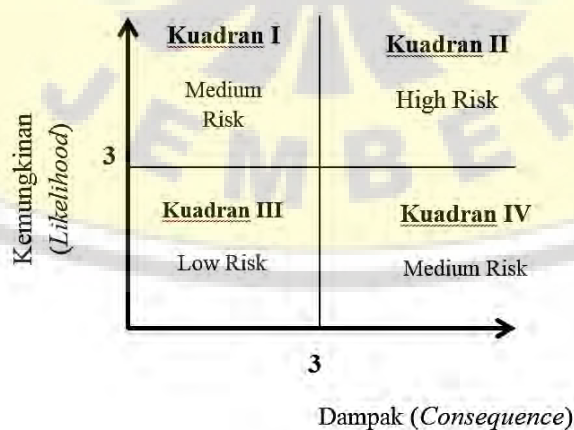 Kuadran I
Medium
Risk
Kuadran II
High Risk
Kemungkinan
(Likelihood)
3
Kuadran III
Low Risk
Kuadran IV
Medium Risk
3
Dampak (Consequence)
JEMBER